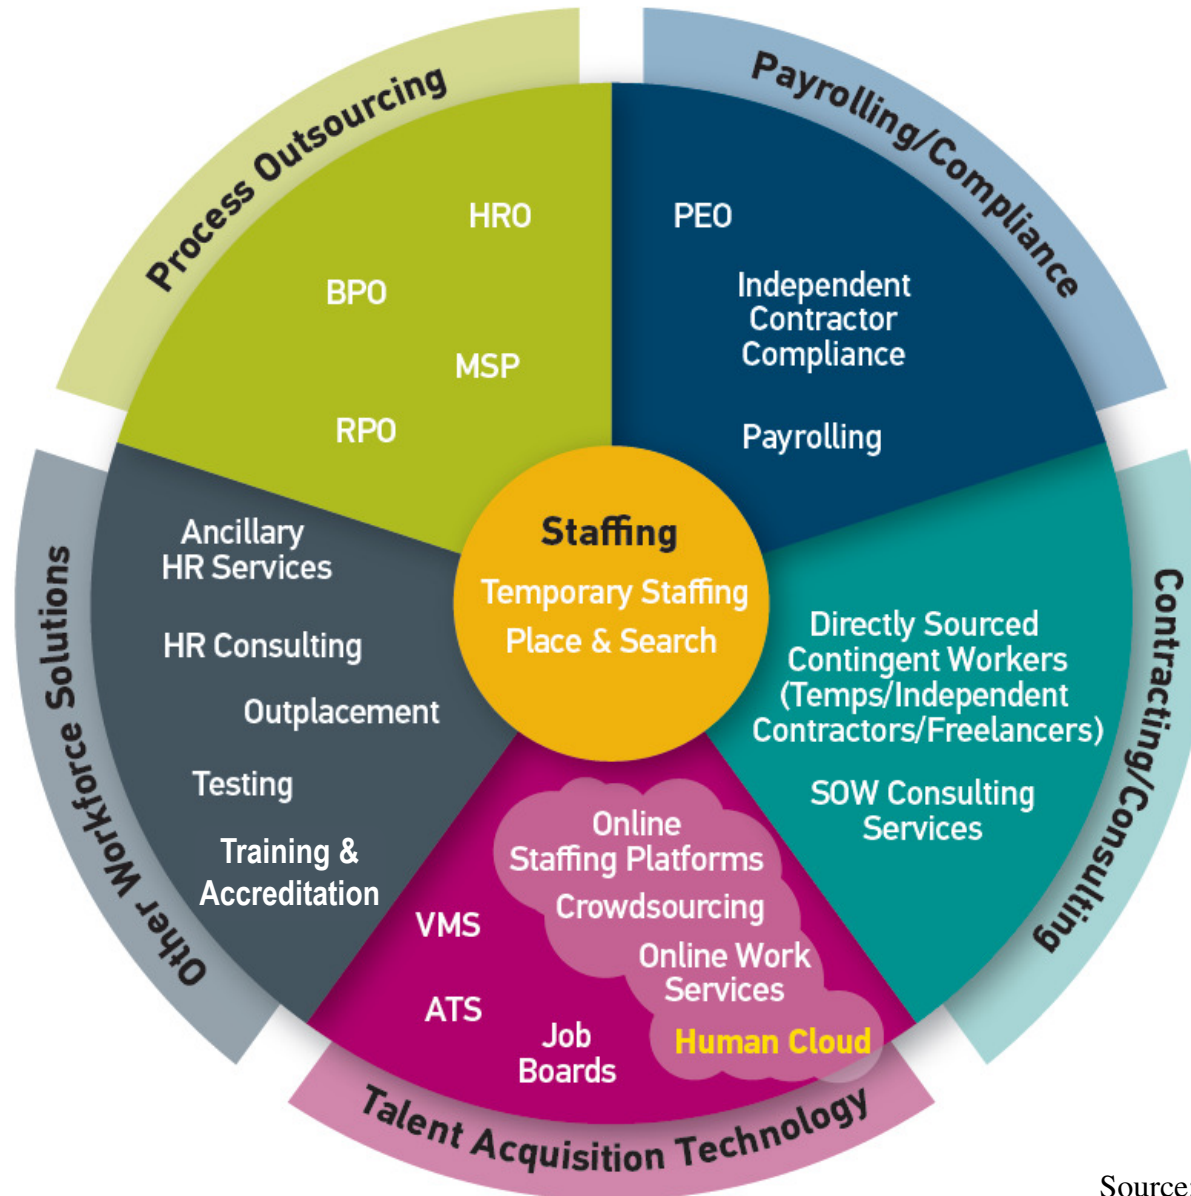 Process Outsourcing
HRO
BPO
MSP
RPO
Payrolling/Compliance
PEO
Independent
Contractor
Compliance
Payrolling
Staffing
Temporary Staffing
Place & Search
Contracting/Consulting
Directly Sourced
Contingent Workers
(Temps/Independent
Contractors/Freelancers)
SOW Consulting
Services
Talent Acquisition Technology
Online
Staffing Platforms
Crowdsourcing
Online Work
Services
Human Cloud
VMS
ATS
Job
Boards
Other Workforce Solutions
Ancillary
HR Services
HR Consulting
Outplacement
Testing
Training &
Accreditation
Source: